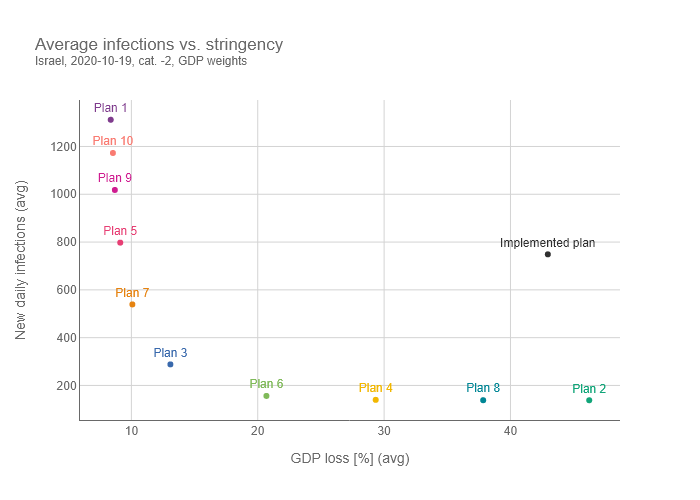 Average infections vs. stringency
Israel, 2020-10-19, cat. -2, GDP weights
Plan 1
Plan 10
Plan 9
Plan 5
Implemented plan
Plan 7
Plan 3
Plan 6
Plan 4
Plan 8
Plan 2
1200
1000
800
600
400
200
New daily infections (avg)
10
20
30
40
GDP loss [%] (avg)